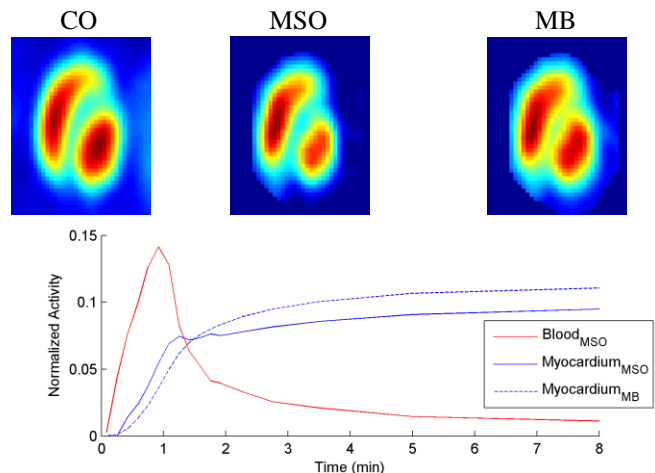 CO MSO MB
0.15
0.1
0.05
0
Normalized Activity
Blood_MSO
Myocardium_MSO
Myocardium_MB
0 1 2 3 4 5 6 7 8
Time (min)